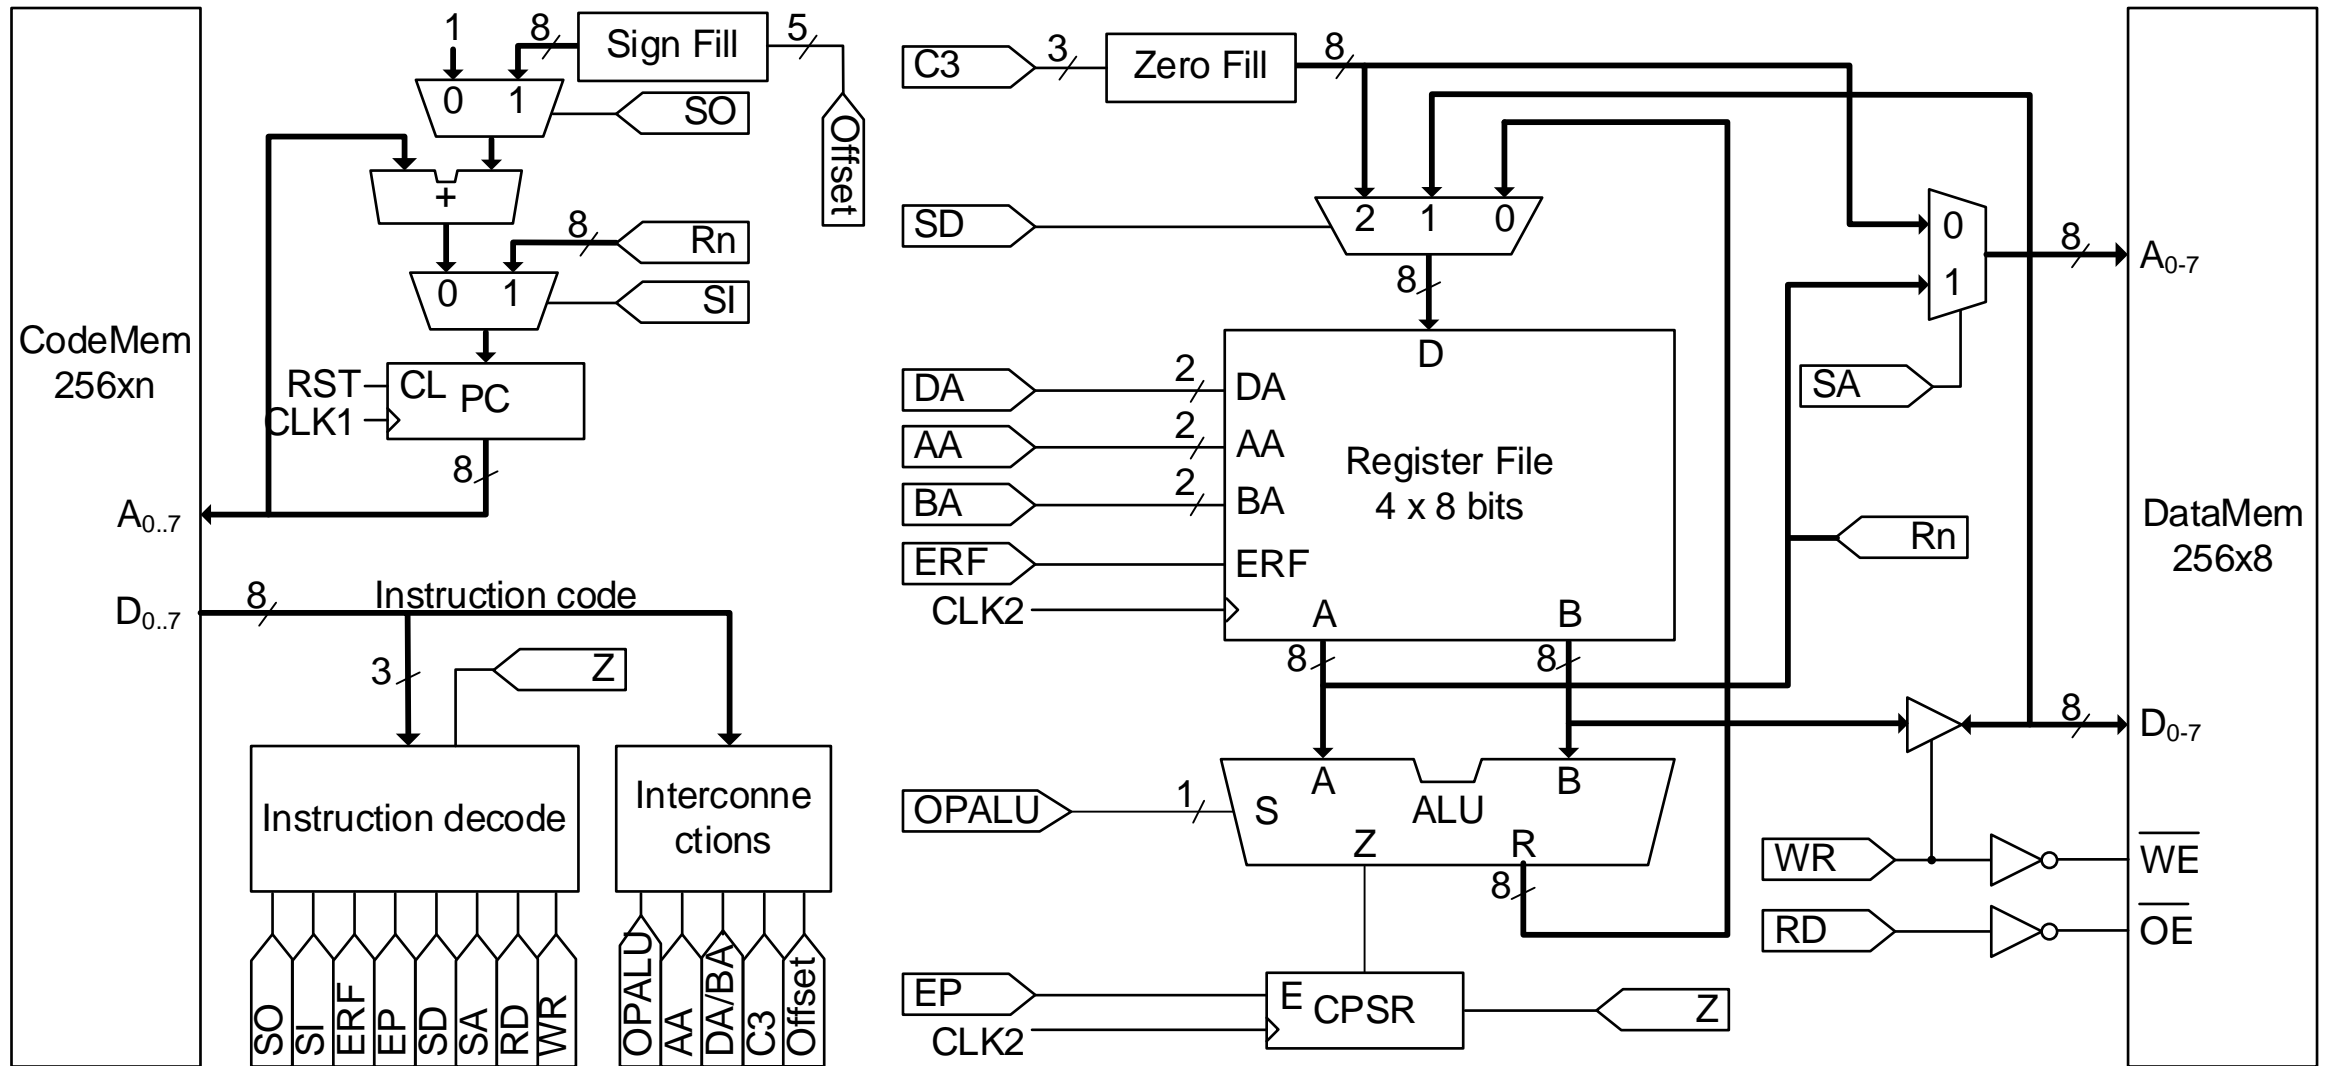 1
8
Sign Fill
5
0 1
SO
Offset
+
8
Rn
0 1
SI
RST
CL
PC
CLK1
8
CodeMem
256xn
A0..7
D0..7
8
Instruction code
3
Z
Instruction decode
Interconne
ctions
SO
SI
ERF
EP
SD
SA
RD
WR
OPALU
AA
DA/BA
C3
Offset
C3
3
Zero Fill
8
SD
2 1 0
8
D
DA
2
DA
AA
2
AA
BA
2
BA
Register File
4 x 8 bits
ERF
ERF
CLK2
A
B
8
8
A
B
OPALU
1
S
ALU
Z
R
8
EP
E
CPSR
CLK2
Z
0
1
SA
8
A0-7
Rn
DataMem
256x8
8
D0-7
WR
WE
RD
OE